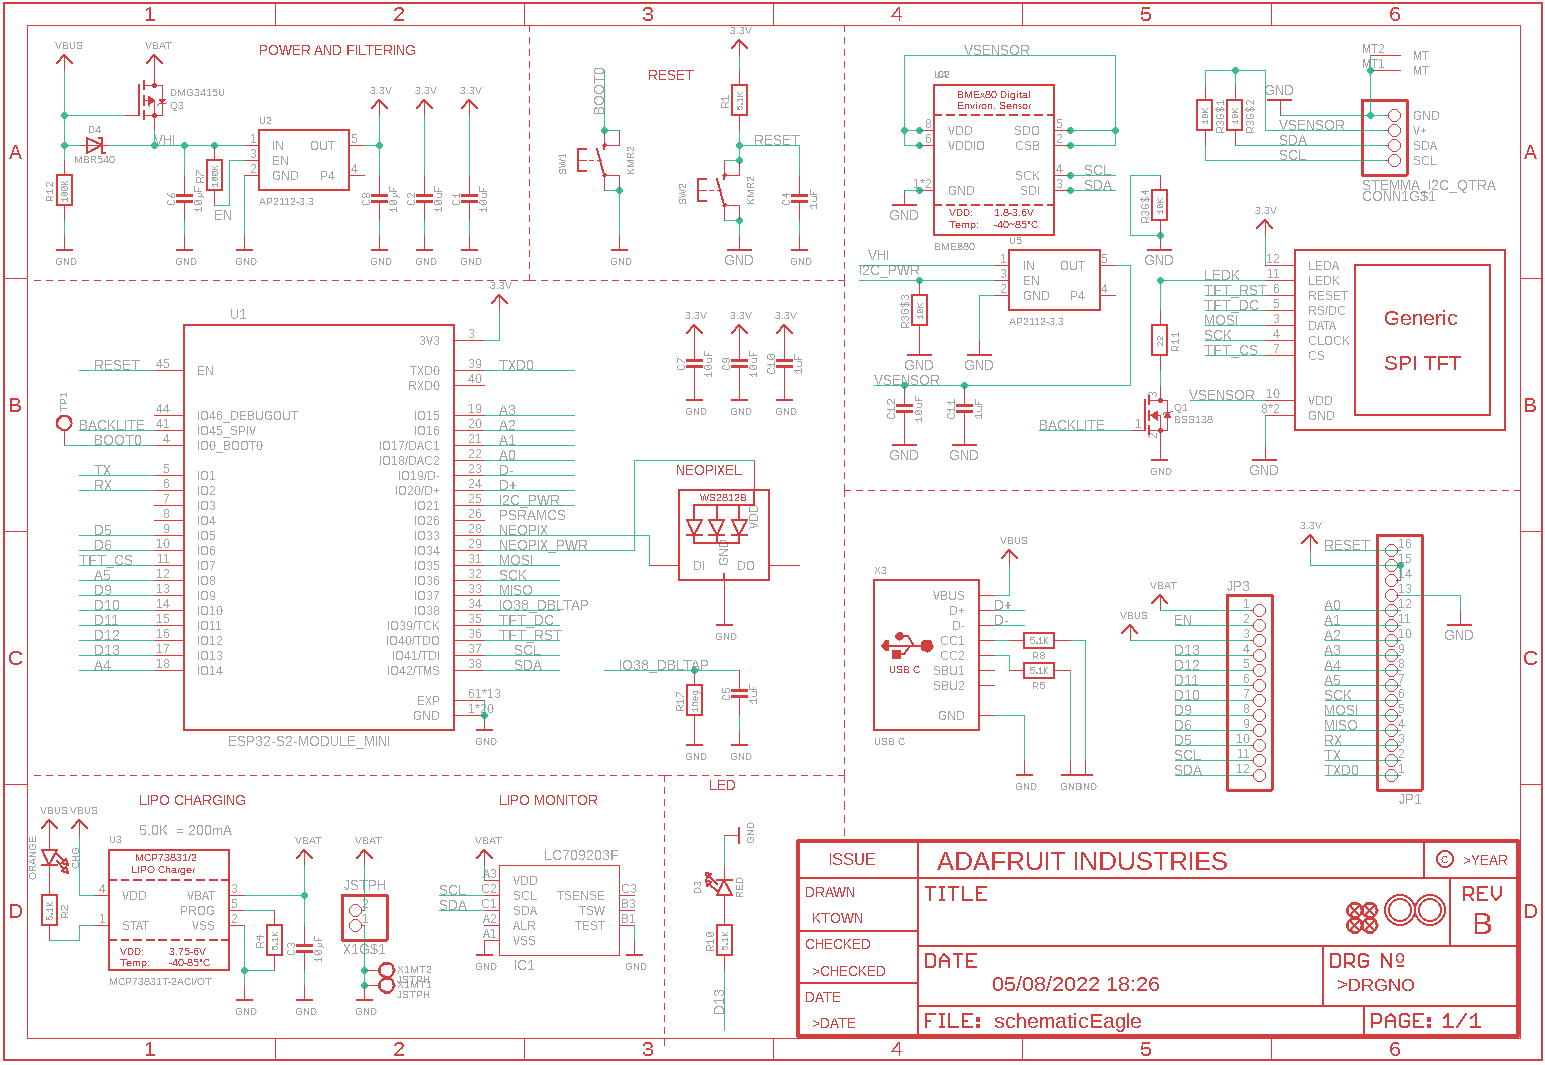 1 2 3 4 5 6
A
B
C
D
POWER AND FILTERING
VBUS
VBAT
DMG3415U
Q3
D4
MBR540
VHI
R12
100K
GND
C6
10µF
GND
R7
100K
EN
U2
IN
EN
GND
OUT
P4
1
3
2
5
4
AP2112-3.3
GND
3.3V
C8
10µF
GND
3.3V
C2
10uF
GND
3.3V
C1
10uF
GND
RESET
BOOT0
SW1
KMR2
GND
3.3V
R1
5.1K
RESET
SW2
KMR2
GND
C4
1uF
GND
VSENSOR
BMEx80 Digital
Environ. Sensor
8 VDD SDO 5
6 VDDIO CSB 2
SCK 4 SCL
1*2 GND SDI 3 SDA
VDD: 1.8-3.6V
Temp: -40~85°C
BME680
GND
R3G$4
10K
GND
MT2 MT
MT1 MT
R3G$1
10K
R3G$2
10K
GND
VSENSOR
SDA
SCL
GND
V+
SDA
SCL
STEMMA_I2C_QTRA
CONN1G$1
VHI
I2C_PWR
R3G$3
10K
GND
U5
1 IN OUT 5
3 EN
2 GND P4 4
AP2112-3.3
GND
VSENSOR
C12
10uF
GND
C11
1uF
GND
3.3V
12 LEDA
LEDK 11 LEDK
TFT_RST 6 RESET
TFT_DC 5 RS/DC
MOSI 3 DATA
SCK 4 CLOCK
TFT_CS 7 CS
VSENSOR 10 VDD
8*2 GND
GND
Generic
SPI TFT
R11
22
Q1
BSS138
BACKLITE
1
3
2
GND
U1
3.3V
3V3 3
RESET 45 EN
TP1
44 IO46_DEBUGOUT
BACKLITE 41 IO45_SPIV
BOOT0 4 IO0_BOOT0
TX 5 IO1
RX 6 IO2
7 IO3
8 IO4
D5 9 IO5
D6 10 IO6
TFT_CS 11 IO7
A5 12 IO8
D9 13 IO9
D10 14 IO10
D11 15 IO11
D12 16 IO12
D13 17 IO13
A4 18 IO14
TXD0 39 TXD0
RXD0 40
IO15 19 A3
IO16 20 A2
IO17/DAC1 21 A1
IO18/DAC2 22 A0
IO19/D- 23 D-
IO20/D+ 24 D+
IO21 25 I2C_PWR
IO26 26 PSRAMCS
IO33 28 NEOPIX
IO34 29 NEOPIX_PWR
IO35 31 MOSI
IO36 32 SCK
IO37 33 MISO
IO38 34 IO38_DBLTAP
IO39/TCK 35 TFT_DC
IO40/TDO 36 TFT_RST
IO41/TDI 37 SCL
IO42/TMS 38 SDA
EXP 61*13
GND 1*20
GND
ESP32-S2-MODULE_MINI
3.3V
C7
10uF
GND
3.3V
C9
10uF
GND
3.3V
C10
1uF
GND
NEOPIXEL
WS2812B
VDD
GND
DI
DO
GND
IO38_DBLTAP
R17
1meg
GND
C5
1uF
GND
X3
VBUS
VBUS
D+ D+
D- D-
CC1
CC2
SBU1
SBU2
GND
USB C
USB C
5.1K
R8
5.1K
R5
GND
GND
GND
VBAT
VBUS
JP3
1
EN 2
3
D13 4
D12 5
D11 6
D10 7
D9 8
D6 9
D5 10
SCL 11
SDA 12
3.3V
RESET 16
15
14
13
A0 12
A1 11
A2 10
A3 9
A4 8
A5 7
SCK 6
MOSI 5
MISO 4
RX 3
TX 2
TXD0 1
JP1
GND
LIPO CHARGING
5.0K = 200mA
VBUS
VBUS
ORANGE
CHG
R2
5.1K
U3
MCP73831/2
LIPO Charger
4 VDD VBAT 3
PROG 5
1 STAT VSS 2
VDD: 3.75-6V
Temp: -40-85°C
MCP73831T-2ACI/OT
R4
5.1K
GND
VBAT
C3
10µF
GND
VBAT
JSTPH
2
1
X1G$1
X1MT2
JSTPH
X1MT1
JSTPH
GND
LIPO MONITOR
VBAT
LC709203F
A3 VDD
SCL C2 SCL TSENSE C3
SDA C1 SDA TSW B3
A2 ALR TEST B1
A1 VSS
IC1
GND
GND
LED
GND
D3
RED
R10
5.1K
D13
ISSUE
ADAFRUIT INDUSTRIES
© >YEAR
DRAWN
KTOWN
TITLE
REV
B
CHECKED
>CHECKED
DATE
05/08/2022 18:26
DRG Nº
>DRGNO
DATE
>DATE
FILE: schematicEagle
PAGE: 1/1
1 2 3 4 5 6
A
B
C
D